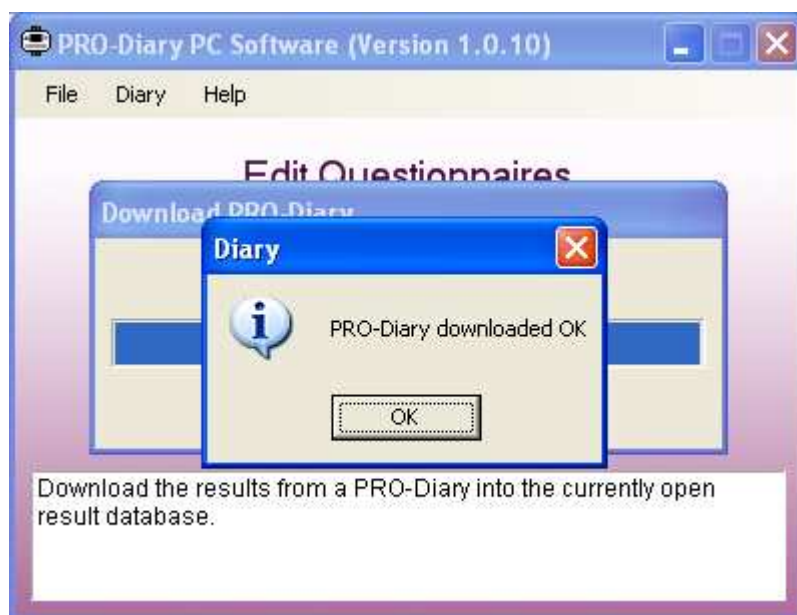 PRO-Diary PC Software (Version 1.0.10)
File Diary Help
Edit Questionnaires
Download PRO-Diary
Diary
PRO-Diary downloaded OK
OK
Download the results from a PRO-Diary into the currently open
result database.